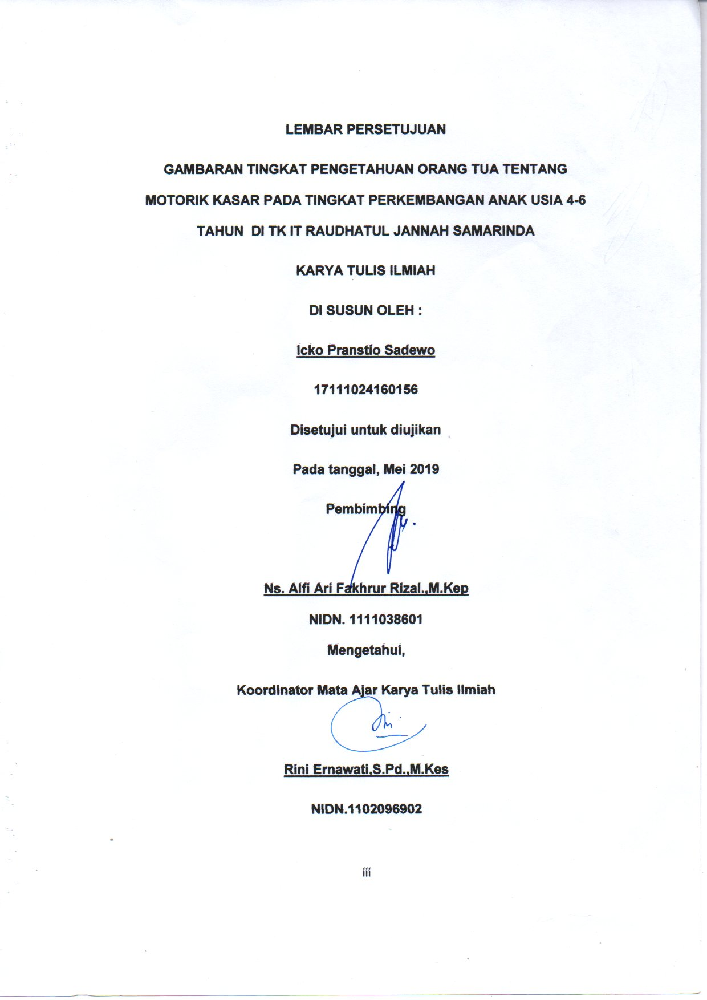 LEMBAR PERSETUJUAN
GAMBARAN TINGKAT PENGETAHUAN ORANG TUA TENTANG
MOTORIK KASAR PADA TINGKAT PERKEMBANGAN ANAK USIA 4-6
TAHUN DI TK IT RAUDHATUL JANNAH SAMARINDA
KARYA TULIS ILMIAH
DI SUSUN OLEH :
Icko Pranstio Sadewo
17111024160156
Disetujui untuk diujikan
Pada tanggal, Mei 2019
Pembimbing
Ns. Alfi Ari Fakhrur Rizal.,M.Kep
NIDN. 1111038601
Mengetahui,
Koordinator Mata Ajar Karya Tulis Ilmiah
Rini Ernawati,S.Pd.,M.Kes
NIDN.1102096902
iii